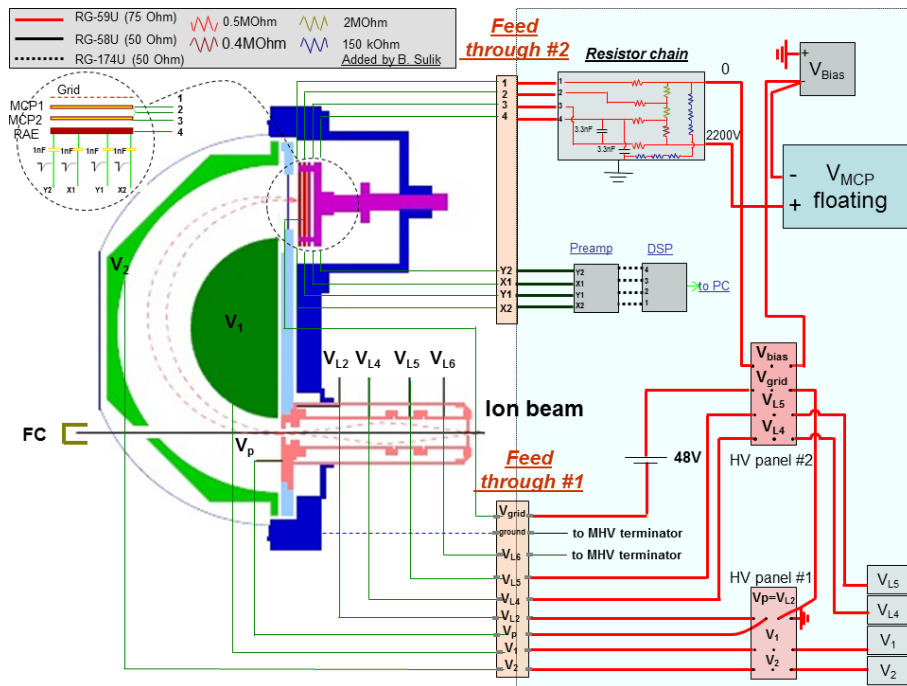 RG-59U (75 Ohm)
RG-58U (50 Ohm)
RG-174U (50 Ohm)
0.5MOhm
0.4MOhm
2MOhm
150 kOhm
Added by B. Sulik
Grid
MCP1
MCP2
RAE
1
2
3
4
1nF 1nF 1nF 1nF
Y2 X1 Y1 X2
Feed
through #2
1
2
3
4
Resistor chain
1
2
3
4
3.3nF
3.3nF
0
2200V
+
VBias
-
-
VMCP
+ floating
V2
V1
Y2
X1
Y1
X2
Preamp
Y2
X1
Y1
X2
DSP
4
3
2
1
to PC
VL2 VL4 VL5 VL6
Ion beam
FC
Vp
Vbias
Vgrid
VL5
VL4
HV panel #2
48V
Feed
through #1
Vgrid
ground
VL6
VL5
VL4
VL2
Vp
V1
V2
to MHV terminator
to MHV terminator
HV panel #1
Vp=VL2
V1
V2
VL5
VL4
V1
V2